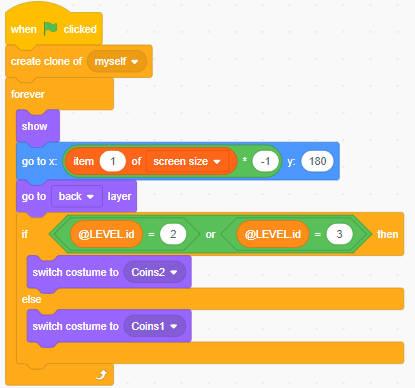 when clicked
create clone of myself
forever
show
go to x: item 1 of screen size * -1 y: 180
go to back layer
if @LEVEL.id = 2 or @LEVEL.id = 3 then
switch costume to Coins2
else
switch costume to Coins1